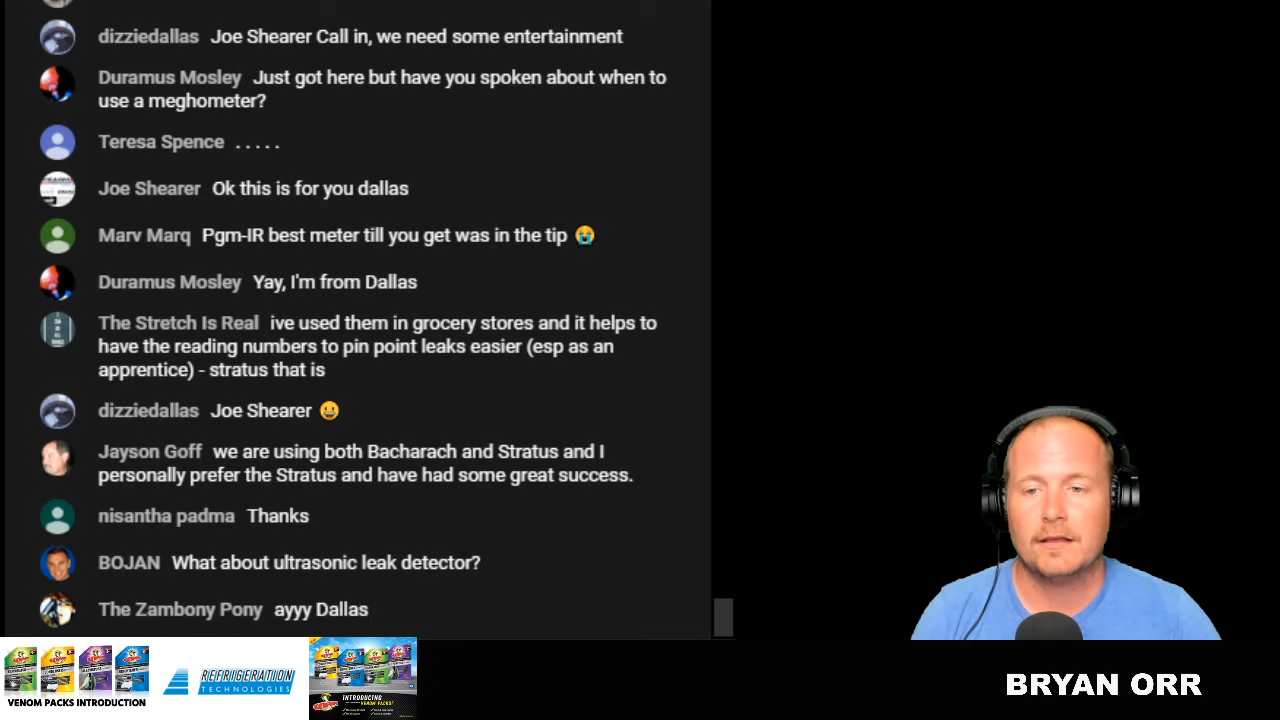 dizziedallas Joe Shearer Call in, we need some entertainment
Duramus Mosley Just got here but have you spoken about when to
use a meghometer?
Teresa Spence . . . . .
Joe Shearer Ok this is for you dallas
Marv Marq Pgm-IR best meter till you get was in the tip 😭
Duramus Mosley Yay, I'm from Dallas
The Stretch Is Real ive used them in grocery stores and it helps to
have the reading numbers to pin point leaks easier (esp as an
apprentice) - stratus that is
dizziedallas Joe Shearer 😀
Jayson Goff we are using both Bacharach and Stratus and I
personally prefer the Stratus and have had some great success.
nisantha padma Thanks
BOJAN What about ultrasonic leak detector?
The Zambony Pony ayyy Dallas
VENOM PACKS INTRODUCTION
REFRIGERATION
TECHNOLOGIES
INTRODUCING
VENOM PACKS!
BRYAN ORR